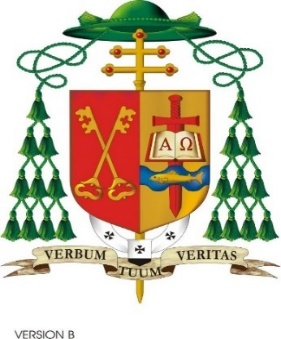 Α Ω
VERBUM TUUM VERITAS
VERSION B